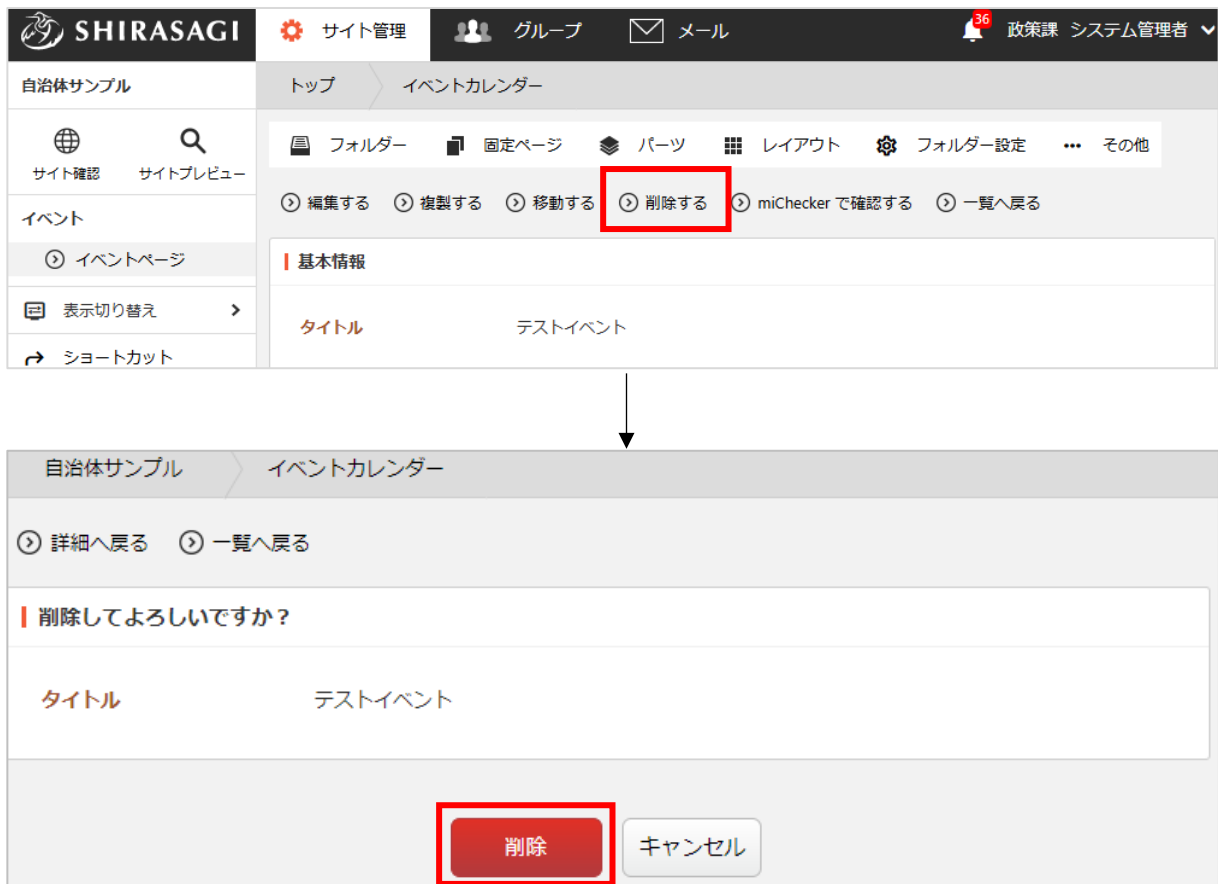 SHIRASAGI サイト管理 グループ メール 36 政策課 システム管理者
自治体サンプル トップ イベントカレンダー
フォルダー 固定ページ パーツ レイアウト フォルダー設定 ••• その他
サイト確認 サイトプレビュー
編集する 複製する 移動する 削除する miChecker で確認する 一覧へ戻る
イベント
イベントページ
基本情報
表示切り替え
タイトル テストイベント
ショートカット
自治体サンプル イベントカレンダー
詳細へ戻る 一覧へ戻る
削除してよろしいですか？
タイトル テストイベント
削除 キャンセル